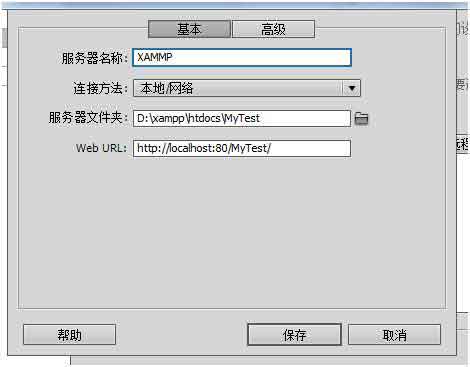 基本 高级
服务器名称: XAMMP
连接方法: 本地/网络
服务器文件夹: D:\xampp\htdocs\MyTest
Web URL: http://localhost:80/MyTest/
帮助 保存 取消